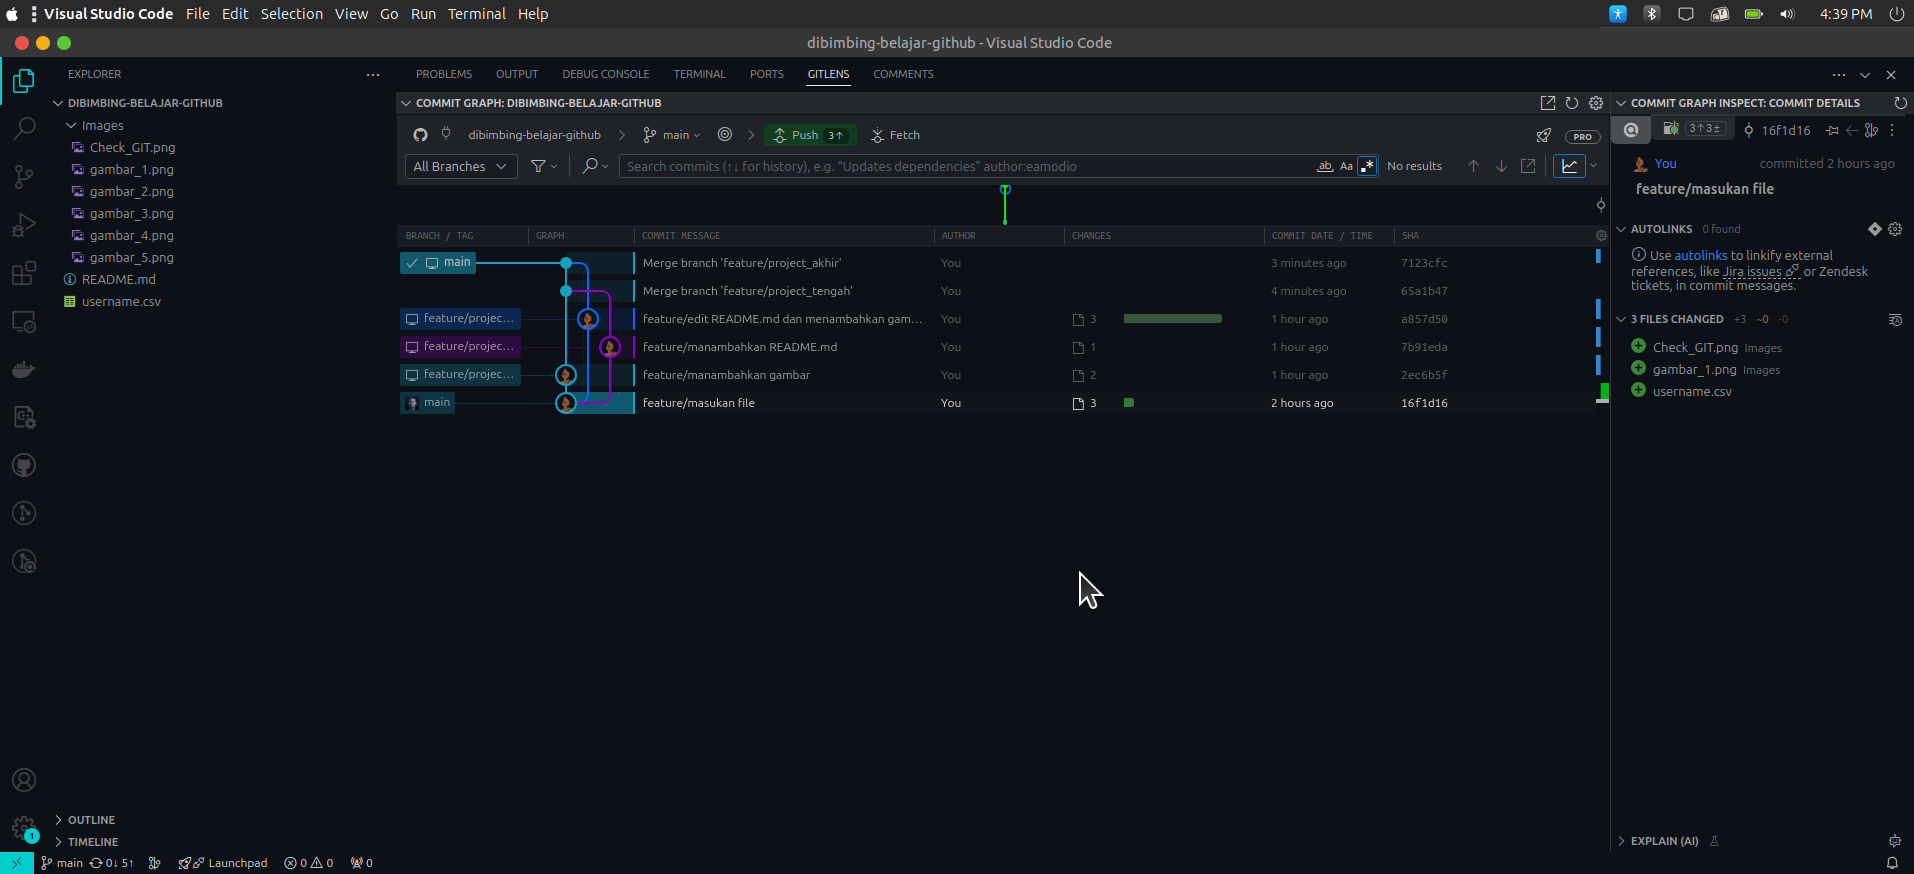 Visual Studio Code File Edit Selection View Go Run Terminal Help 4:39 PM
dibimbing-belajar-github - Visual Studio Code
EXPLORER
DIBIMBING-BELAJAR-GITHUB
Images
Check_GIT.png
gambar_1.png
gambar_2.png
gambar_3.png
gambar_4.png
gambar_5.png
README.md
username.csv
OUTLINE
TIMELINE
PROBLEMS OUTPUT DEBUG CONSOLE TERMINAL PORTS GITLENS COMMENTS
COMMIT GRAPH: DIBIMBING-BELAJAR-GITHUB
dibimbing-belajar-github main Push 3↑ Fetch PRO
All Branches Search commits (↑↓ for history), e.g. "Updates dependencies" author:eamodio ab Aa .* No results
BRANCH / TAG GRAPH COMMIT MESSAGE AUTHOR CHANGES COMMIT DATE / TIME SHA
main Merge branch 'feature/project_akhir' You 3 minutes ago 7123cfc
Merge branch 'feature/project_tengah' You 4 minutes ago 65a1b47
feature/projec... feature/edit README.md dan menambahkan gam... You 3 1 hour ago a857d50
feature/projec... feature/manambahkan README.md You 1 1 hour ago 7b91eda
feature/projec... feature/manambahkan gambar You 2 1 hour ago 2ec6b5f
main feature/masukan file You 3 2 hours ago 16f1d16
COMMIT GRAPH INSPECT: COMMIT DETAILS
3↑3± 16f1d16
You committed 2 hours ago
feature/masukan file
AUTOLINKS 0 found
Use autolinks to linkify external
references, like Jira issues or Zendesk
tickets, in commit messages.
3 FILES CHANGED +3 ~0 -0
Check_GIT.png Images
gambar_1.png Images
username.csv
EXPLAIN (AI)
1
main 0↓ 5↑ Launchpad 0 0 0